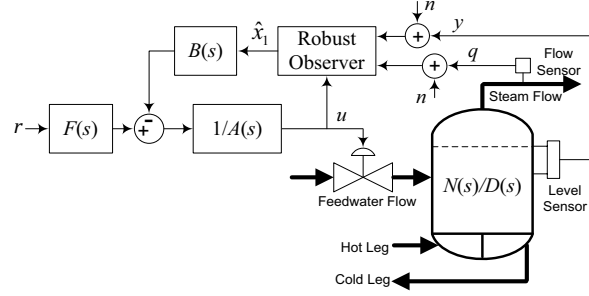 n
y
x̂₁
B(s)
Robust
Observer
+
q
Flow
Sensor
+
n
Steam Flow
r
F(s)
+
-
1/A(s)
u
N(s)/D(s)
Level
Sensor
Feedwater Flow
Hot Leg
Cold Leg